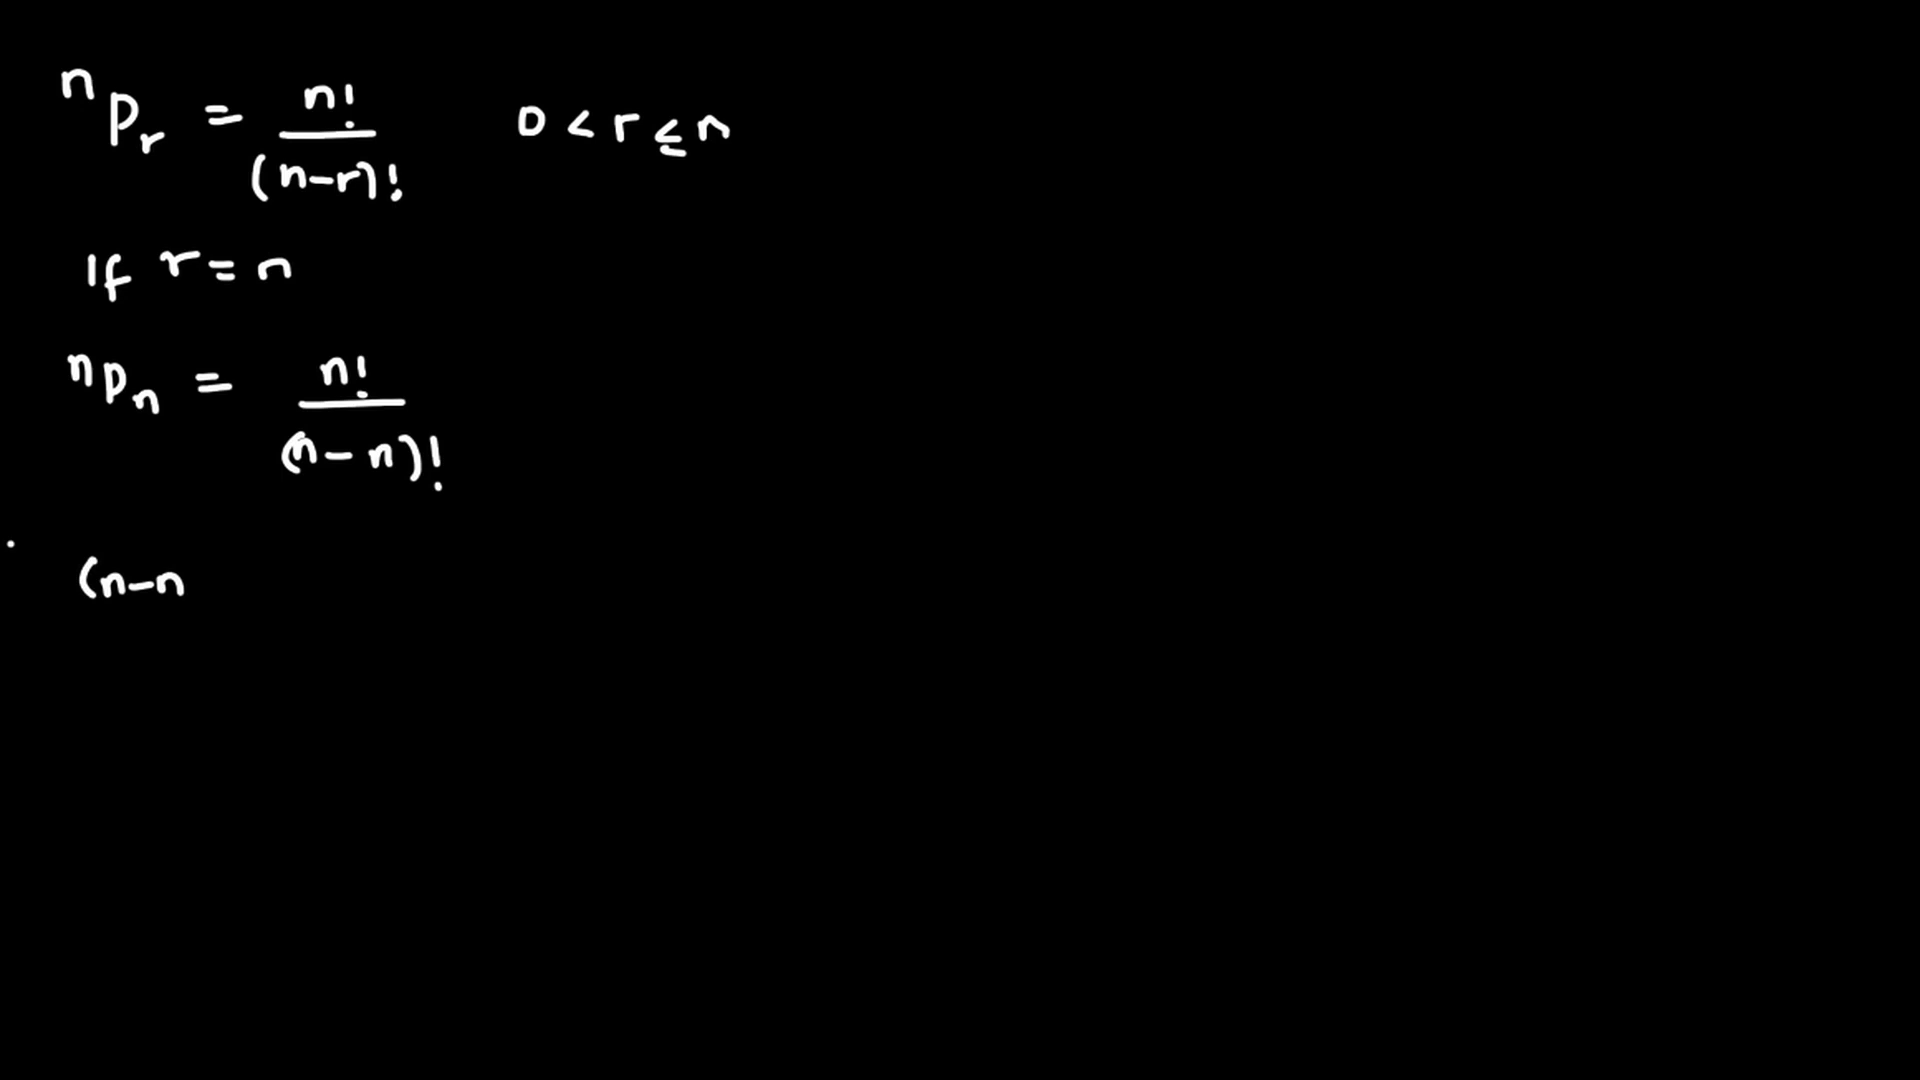 ⁿPᵣ = n!/(n-r)!    0 < r ≤ n
If r = n
ⁿPₙ = n!/(n-n)!
(n-n